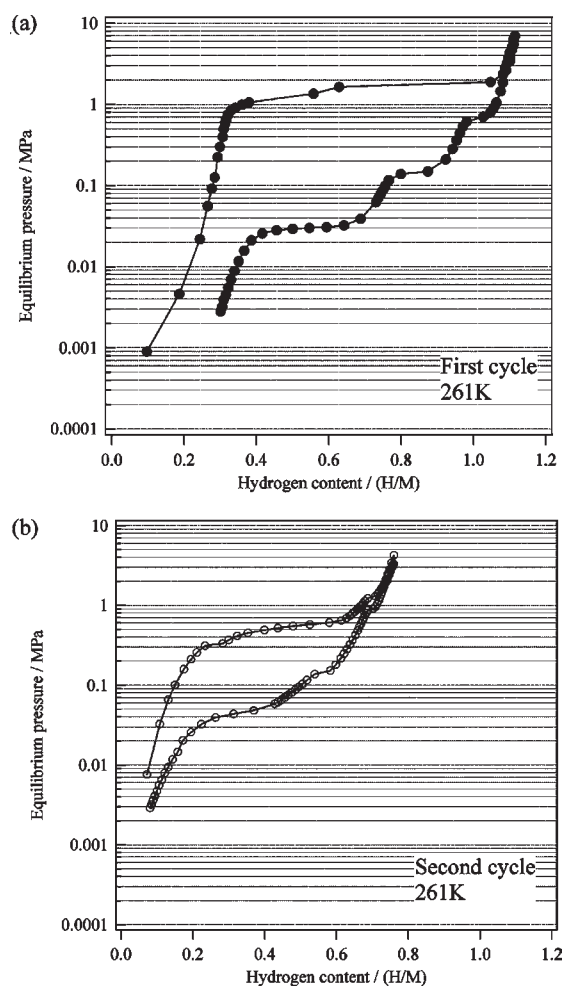 (a)
10
1
0.1
0.01
0.001
0.0001
Equilibrium pressure / MPa
First cycle
261K
0.0 0.2 0.4 0.6 0.8 1.0 1.2
Hydrogen content / (H/M)
(b)
10
1
0.1
0.01
0.001
0.0001
Equilibrium pressure / MPa
Second cycle
261K
0.0 0.2 0.4 0.6 0.8 1.0 1.2
Hydrogen content / (H/M)